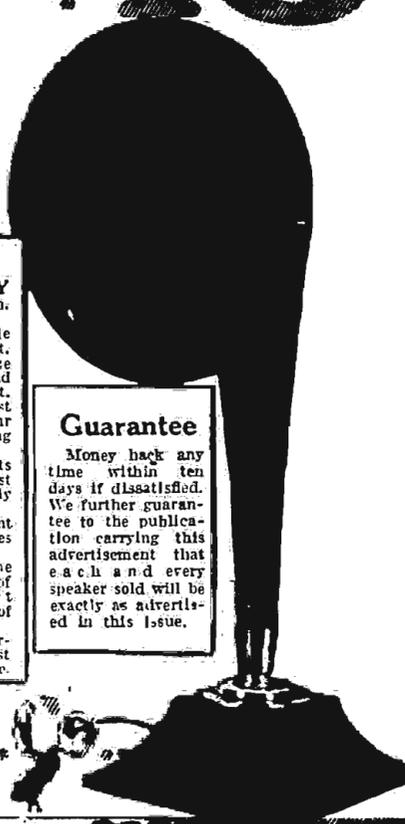 Guarantee
Money back any
time within ten
days if dissatisfied.
We further guaran-
tee to the publica-
tion carrying this
advertisement that
each and every
speaker sold will be
exactly as advertis-
ed in this issue.